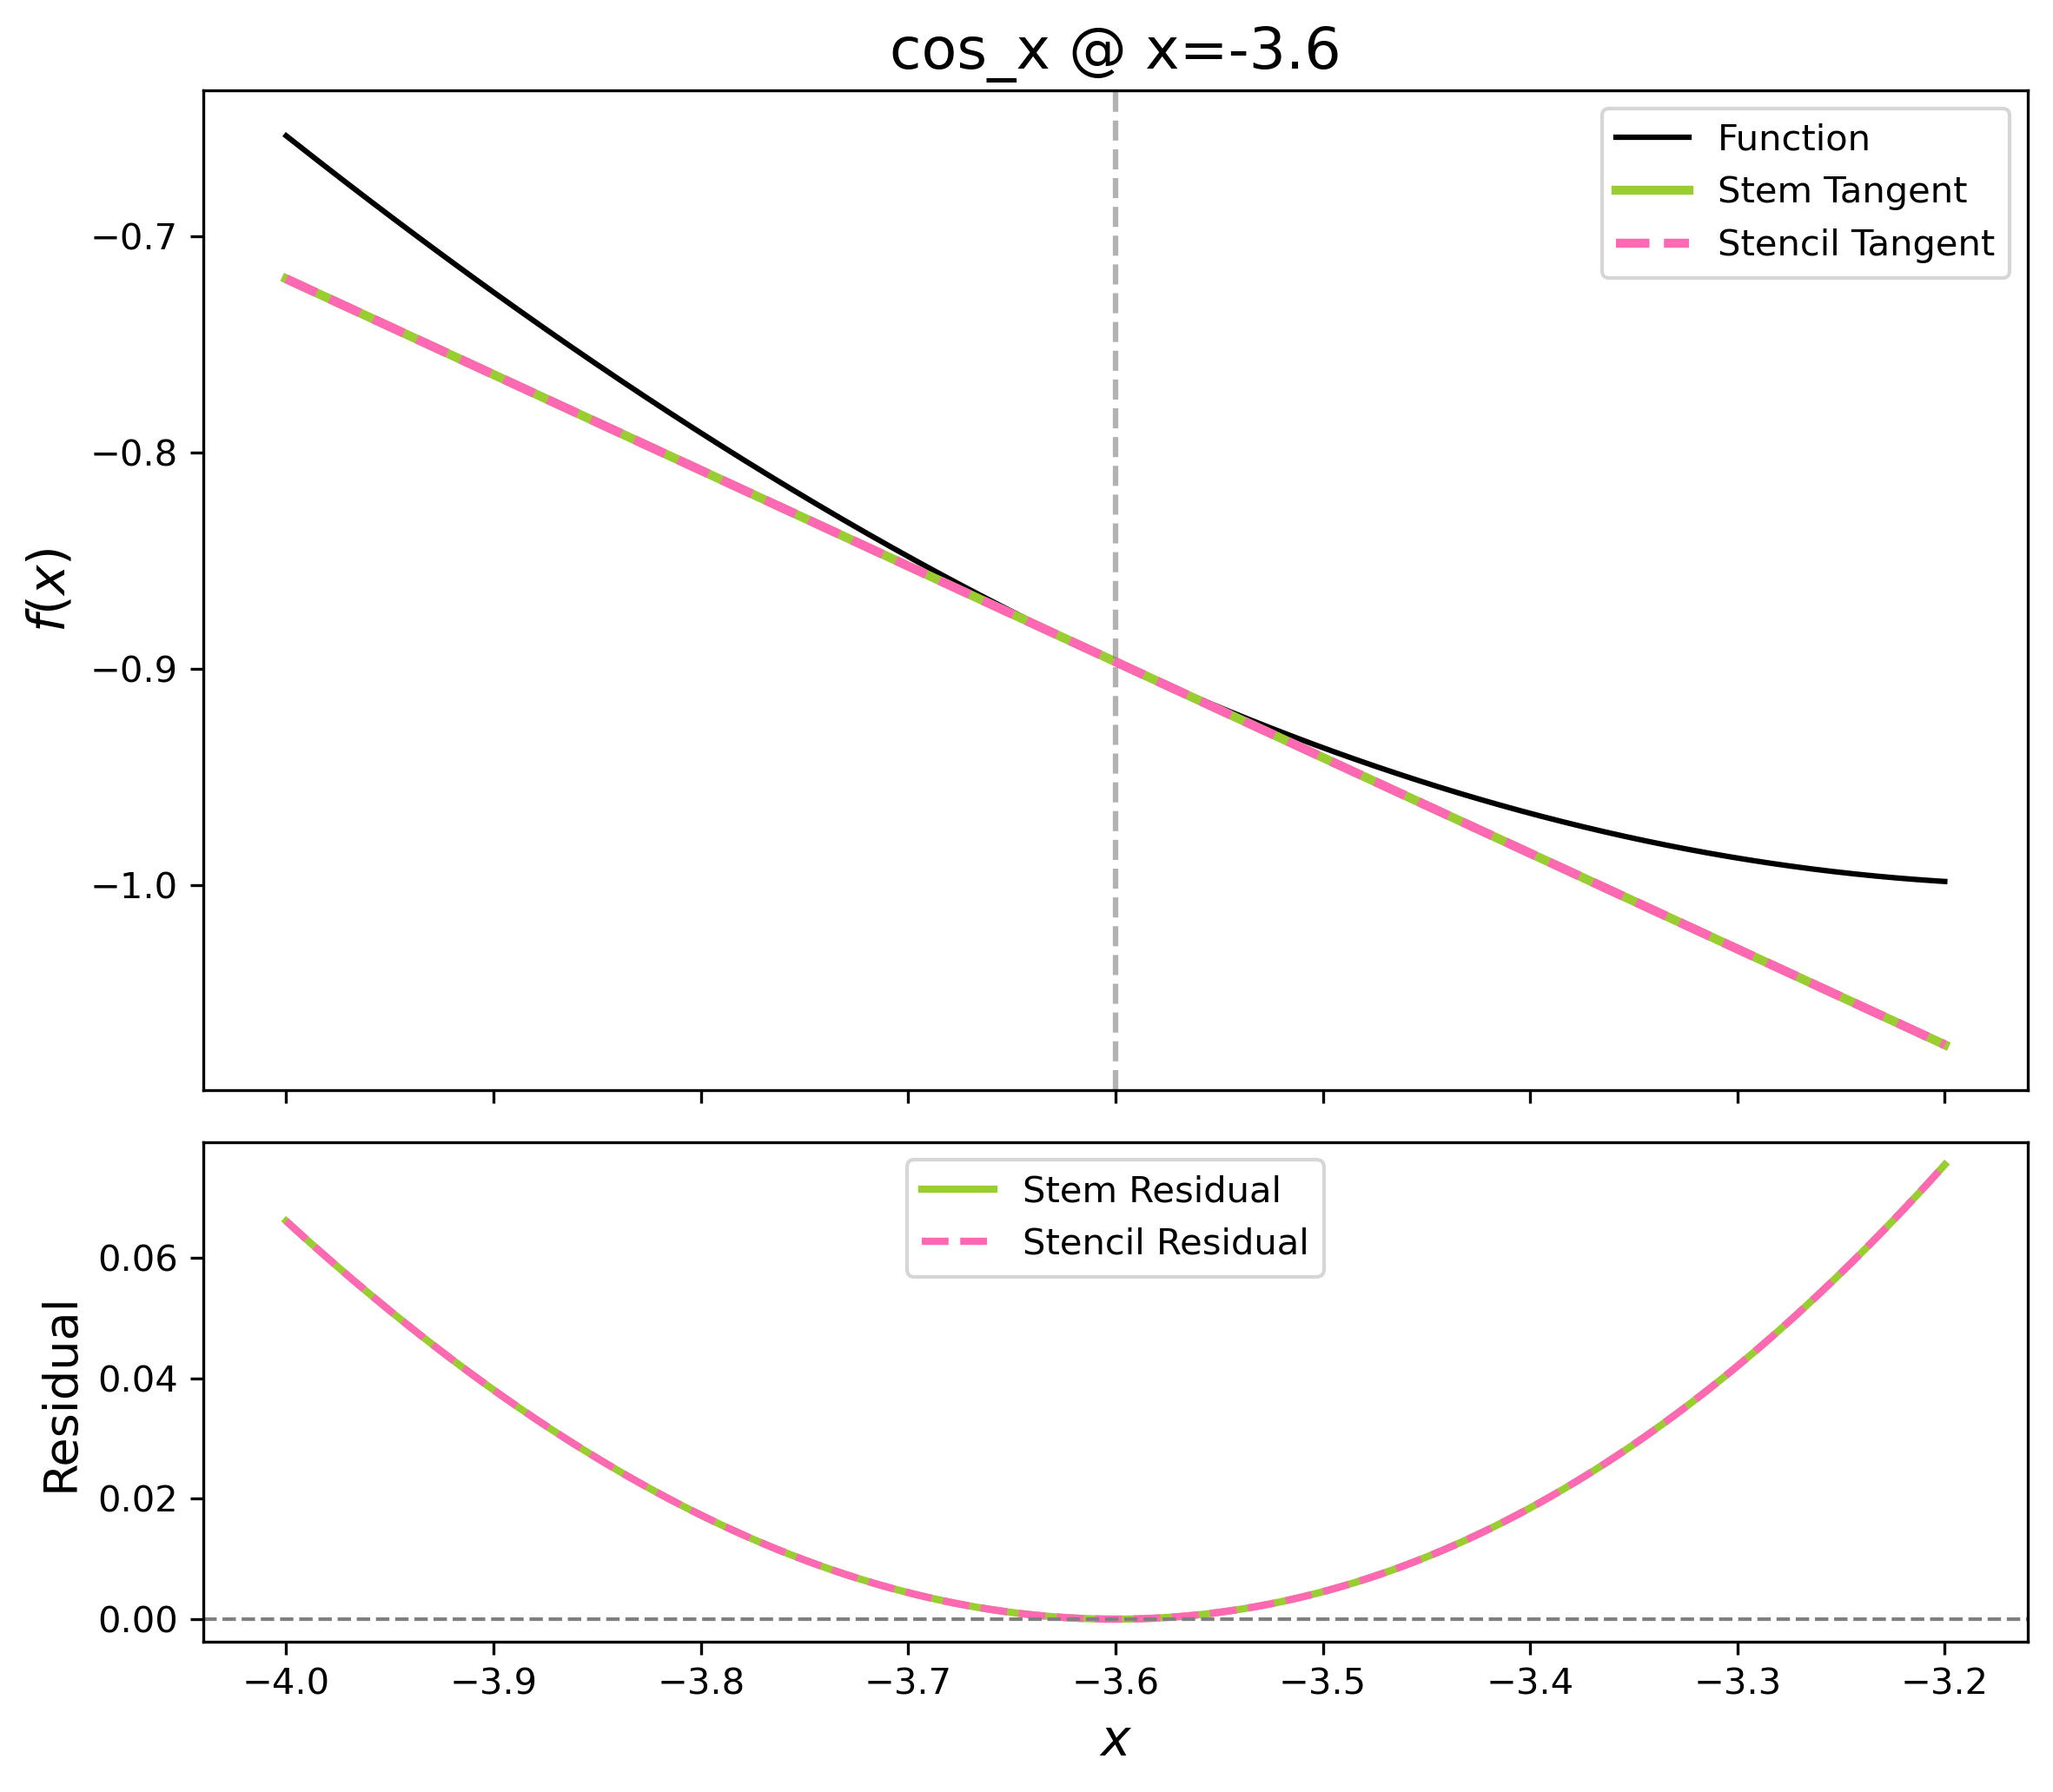 cos_x @ x=-3.6
Function
Stem Tangent
Stencil Tangent
−0.7
−0.8
−0.9
−1.0
f(x)
Stem Residual
Stencil Residual
0.06
0.04
0.02
0.00
Residual
−4.0 −3.9 −3.8 −3.7 −3.6 −3.5 −3.4 −3.3 −3.2
x